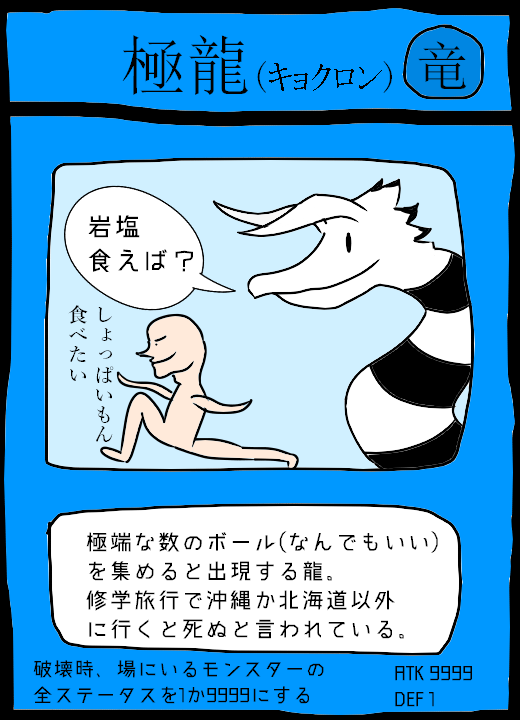 極龍(キョクロン)
竜
岩塩
食えば？
しょっぱいもん
食べたい
極端な数のボール(なんでもいい)
を集めると出現する龍。
修学旅行で沖縄か北海道以外
に行くと死ぬと言われている。
破壊時、場にいるモンスターの
全ステータスを1か9999にする
ATK 9999
DEF 1